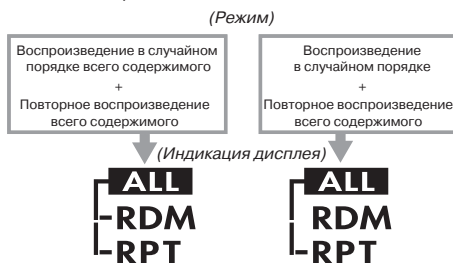 (Режим)
Воспроизведение в случайном
порядке всего содержимого
+
Повторное воспроизведение
всего содержимого
Воспроизведение
в случайном порядке
+
Повторное воспроизведение
всего содержимого
(Индикация дисплея)
ALL
RDM
RPT
ALL
RDM
RPT